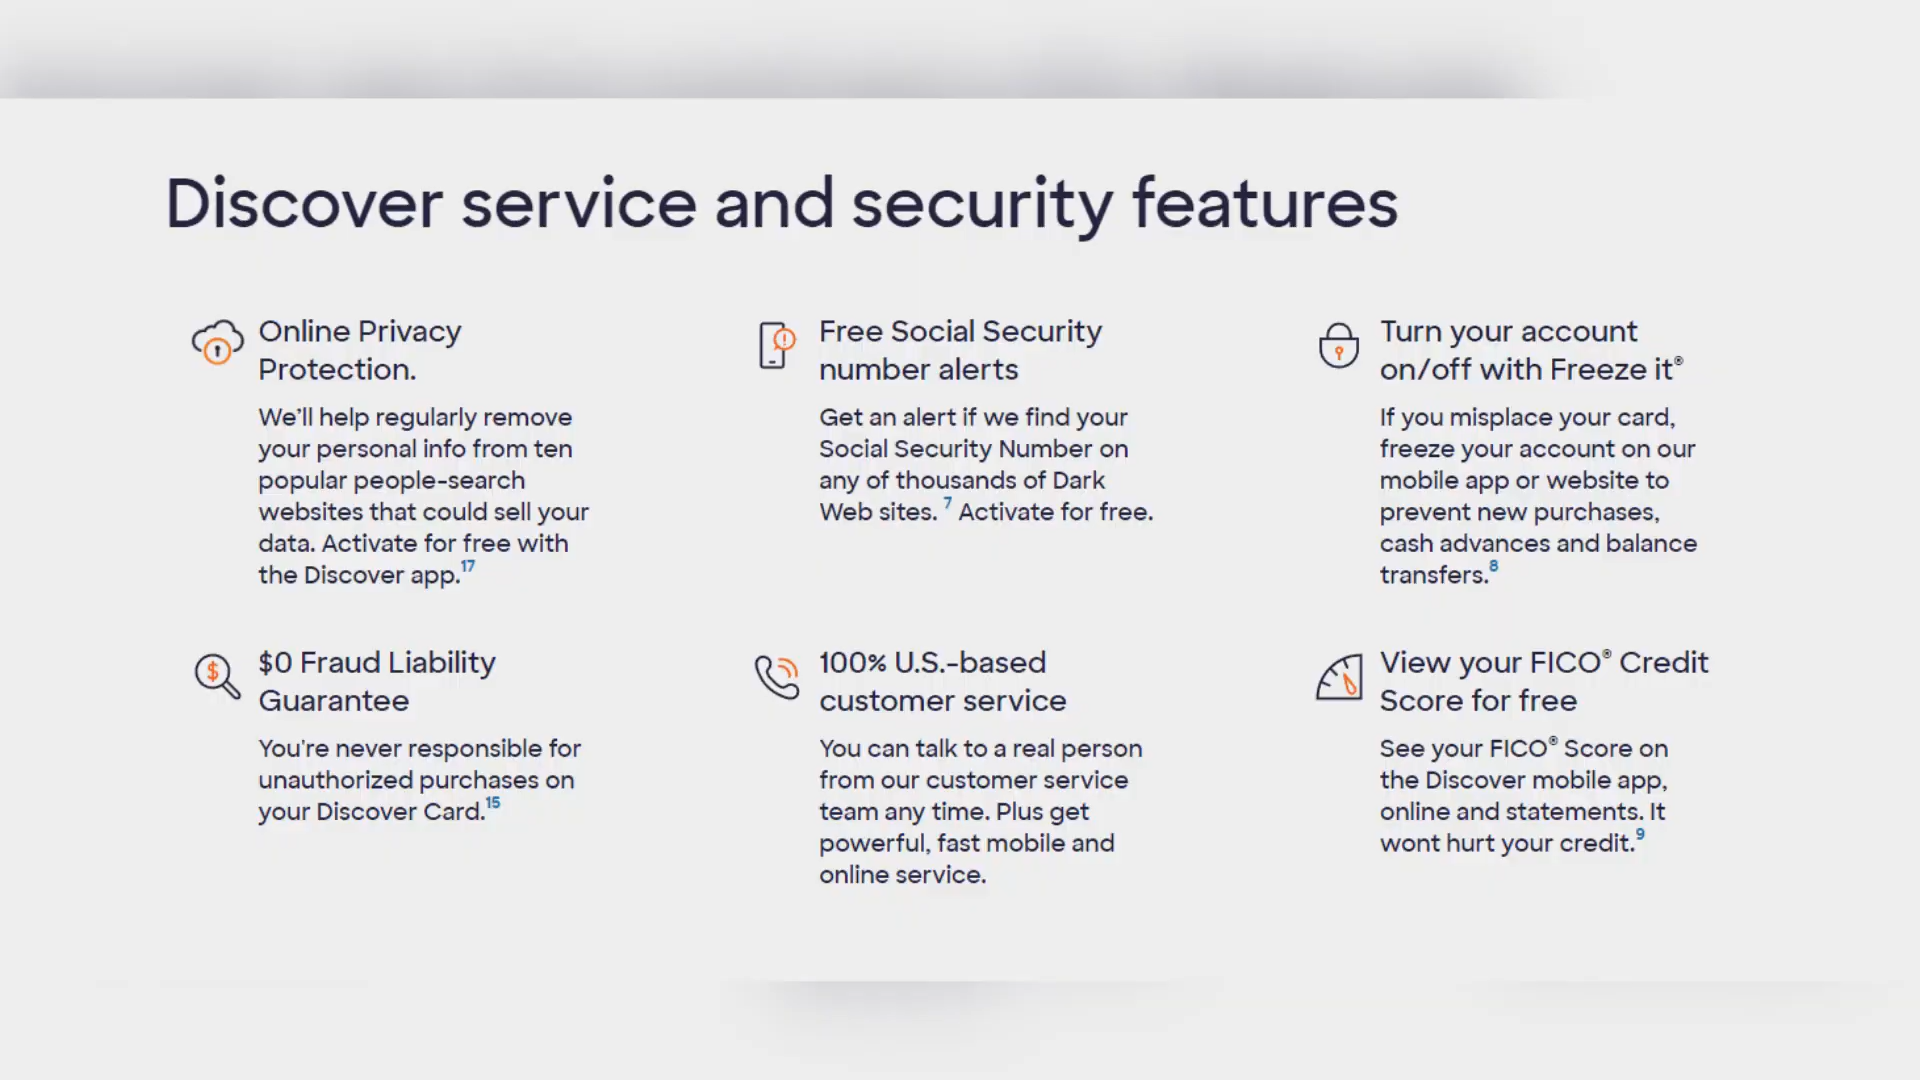 Discover service and security features
Online Privacy
Protection.
We'll help regularly remove
your personal info from ten
popular people-search
websites that could sell your
data. Activate for free with
the Discover app.17
Free Social Security
number alerts
Get an alert if we find your
Social Security Number on
any of thousands of Dark
Web sites. 7 Activate for free.
Turn your account
on/off with Freeze it®
If you misplace your card,
freeze your account on our
mobile app or website to
prevent new purchases,
cash advances and balance
transfers.8
$0 Fraud Liability
Guarantee
You're never responsible for
unauthorized purchases on
your Discover Card.15
100% U.S.-based
customer service
You can talk to a real person
from our customer service
team any time. Plus get
powerful, fast mobile and
online service.
View your FICO® Credit
Score for free
See your FICO® Score on
the Discover mobile app,
online and statements. It
wont hurt your credit.9